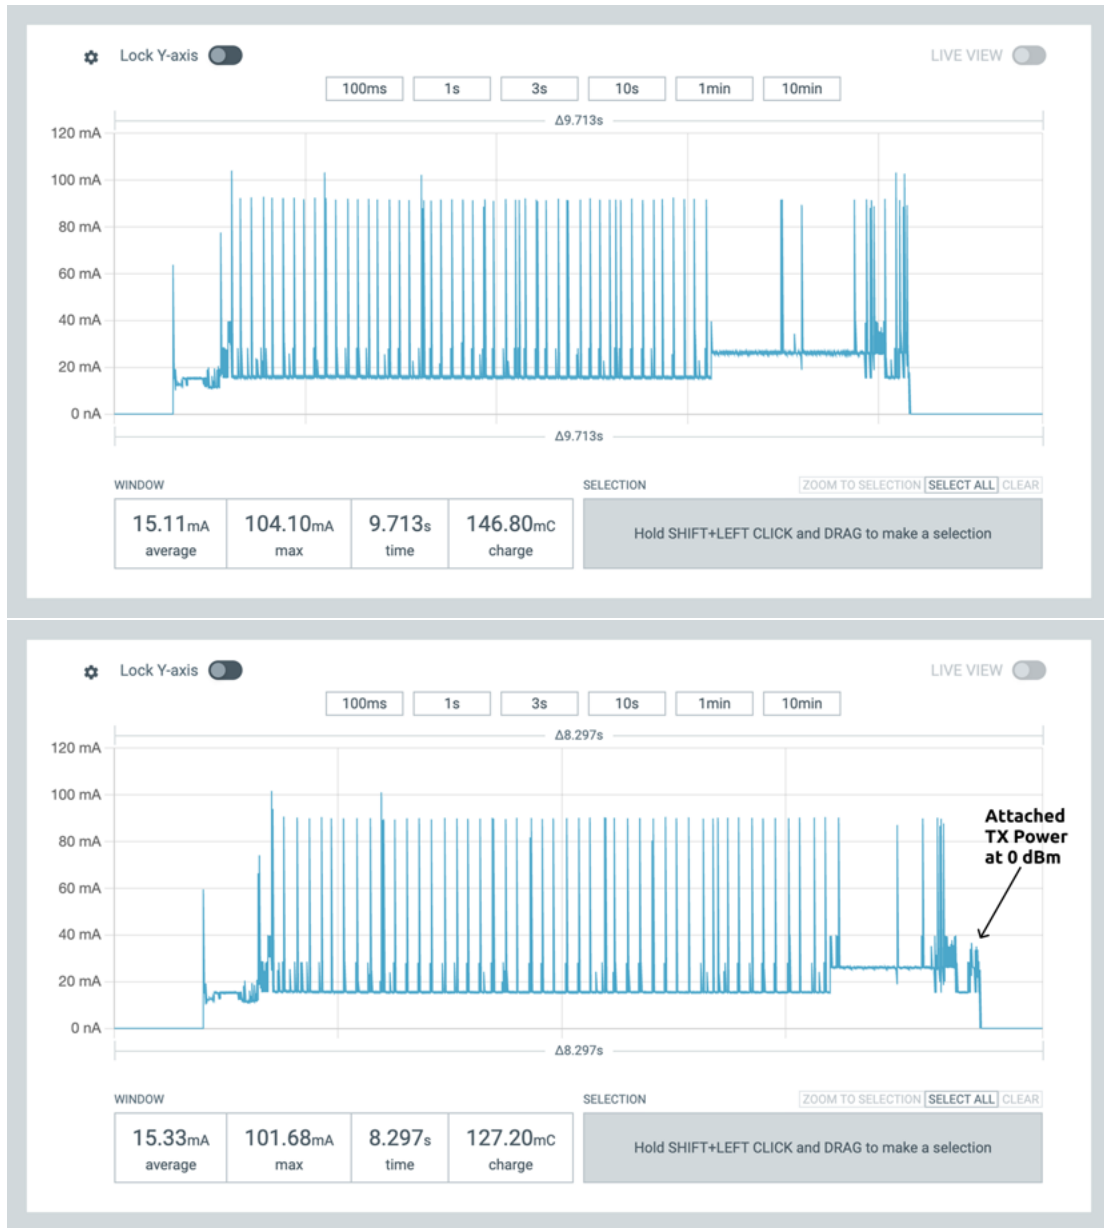 Lock Y-axis LIVE VIEW
100ms 1s 3s 10s 1min 10min
Δ9.713s
120 mA
100 mA
80 mA
60 mA
40 mA
20 mA
0 nA
Δ9.713s
WINDOW SELECTION ZOOM TO SELECTION SELECT ALL CLEAR
15.11mA 104.10mA 9.713s 146.80mC
average max time charge
Hold SHIFT+LEFT CLICK and DRAG to make a selection
Lock Y-axis LIVE VIEW
100ms 1s 3s 10s 1min 10min
Δ8.297s
120 mA
100 mA
80 mA
60 mA
40 mA
20 mA
0 nA
Attached
TX Power
at 0 dBm
Δ8.297s
WINDOW SELECTION ZOOM TO SELECTION SELECT ALL CLEAR
15.33mA 101.68mA 8.297s 127.20mC
average max time charge
Hold SHIFT+LEFT CLICK and DRAG to make a selection